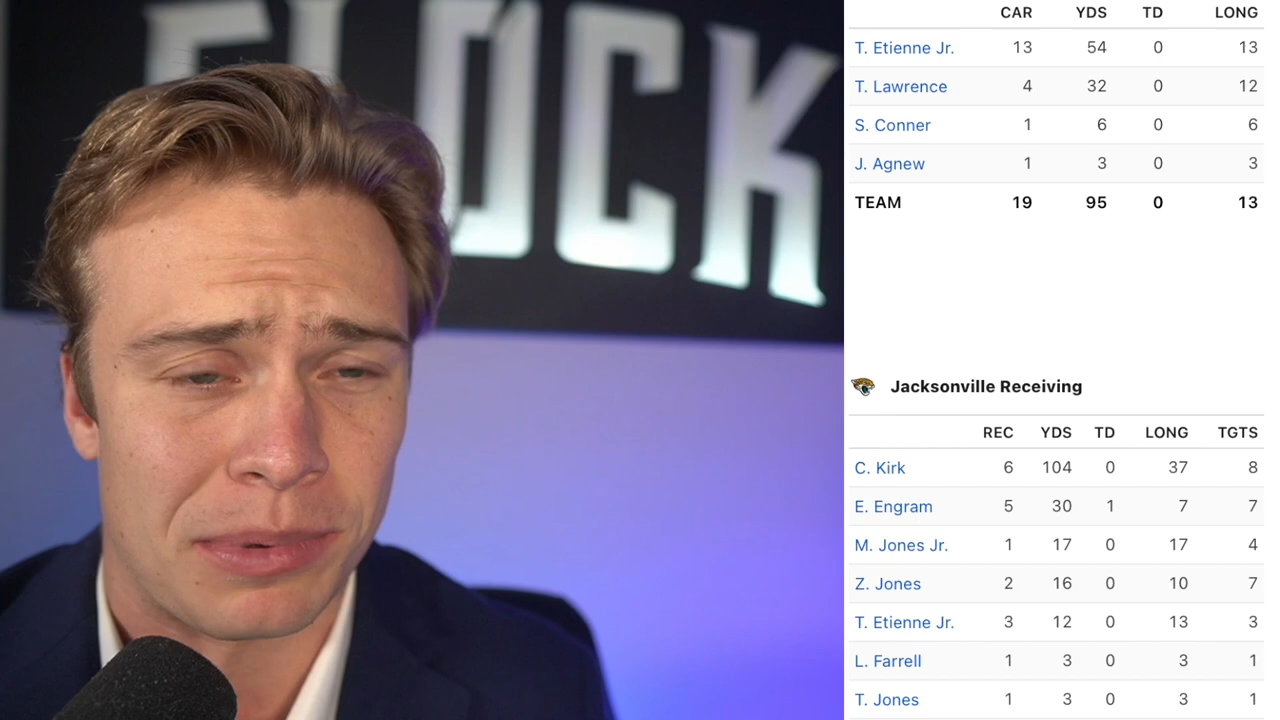 FLOCK
CAR YDS TD LONG
T. Etienne Jr. 13 54 0 13
T. Lawrence 4 32 0 12
S. Conner 1 6 0 6
J. Agnew 1 3 0 3
TEAM 19 95 0 13
Jacksonville Receiving
REC YDS TD LONG TGTS
C. Kirk 6 104 0 37 8
E. Engram 5 30 1 7 7
M. Jones Jr. 1 17 0 17 4
Z. Jones 2 16 0 10 7
T. Etienne Jr. 3 12 0 13 3
L. Farrell 1 3 0 3 1
T. Jones 1 3 0 3 1